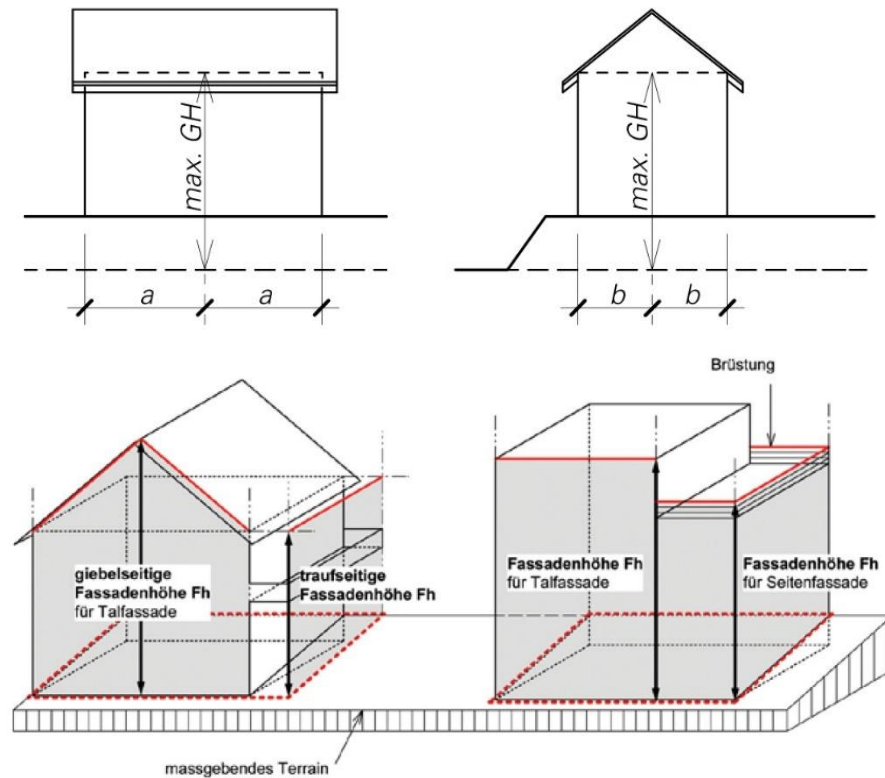 max. GH
max. GH
a
a
b
b
Brüstung
giebelseitige
Fassadenhöhe Fh
für Talfassade
traufseitige
Fassadenhöhe Fh
Fassadenhöhe Fh
für Talfassade
Fassadenhöhe Fh
für Seitenfassade
massgebendes Terrain